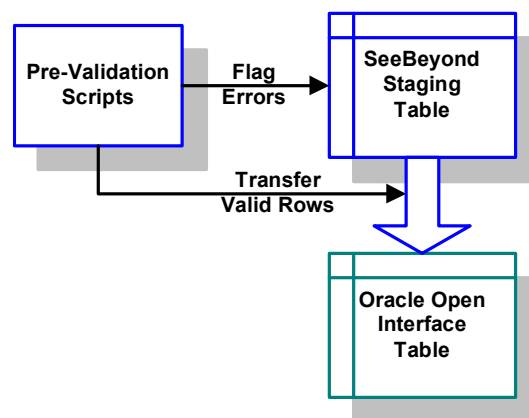 Pre-Validation
Scripts
Flag
Errors
SeeBeyond
Staging
Table
Transfer
Valid Rows
Oracle Open
Interface
Table